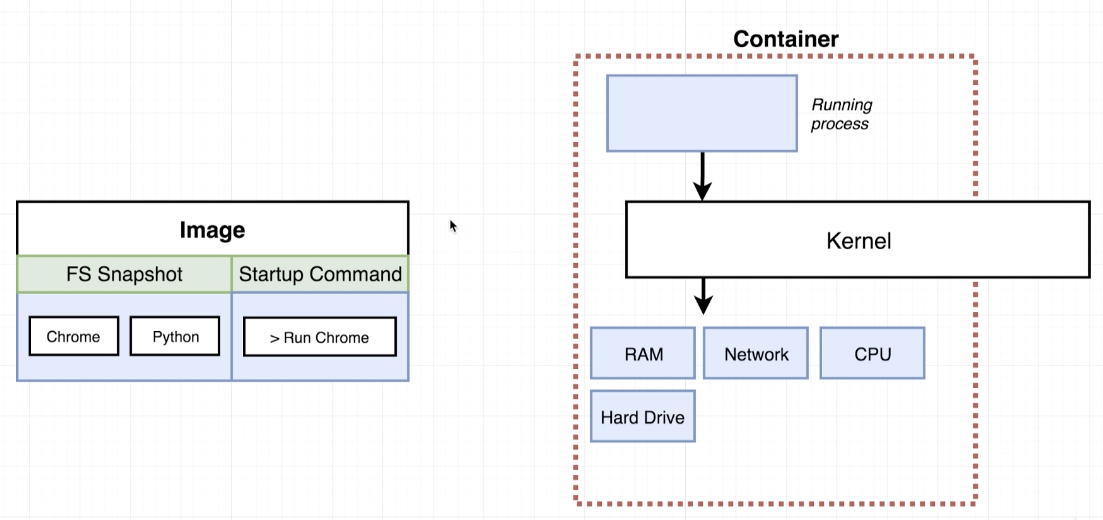 Container
Running
process
Image
Kernel
FS Snapshot
Startup Command
Chrome
Python
> Run Chrome
RAM
Network
CPU
Hard Drive